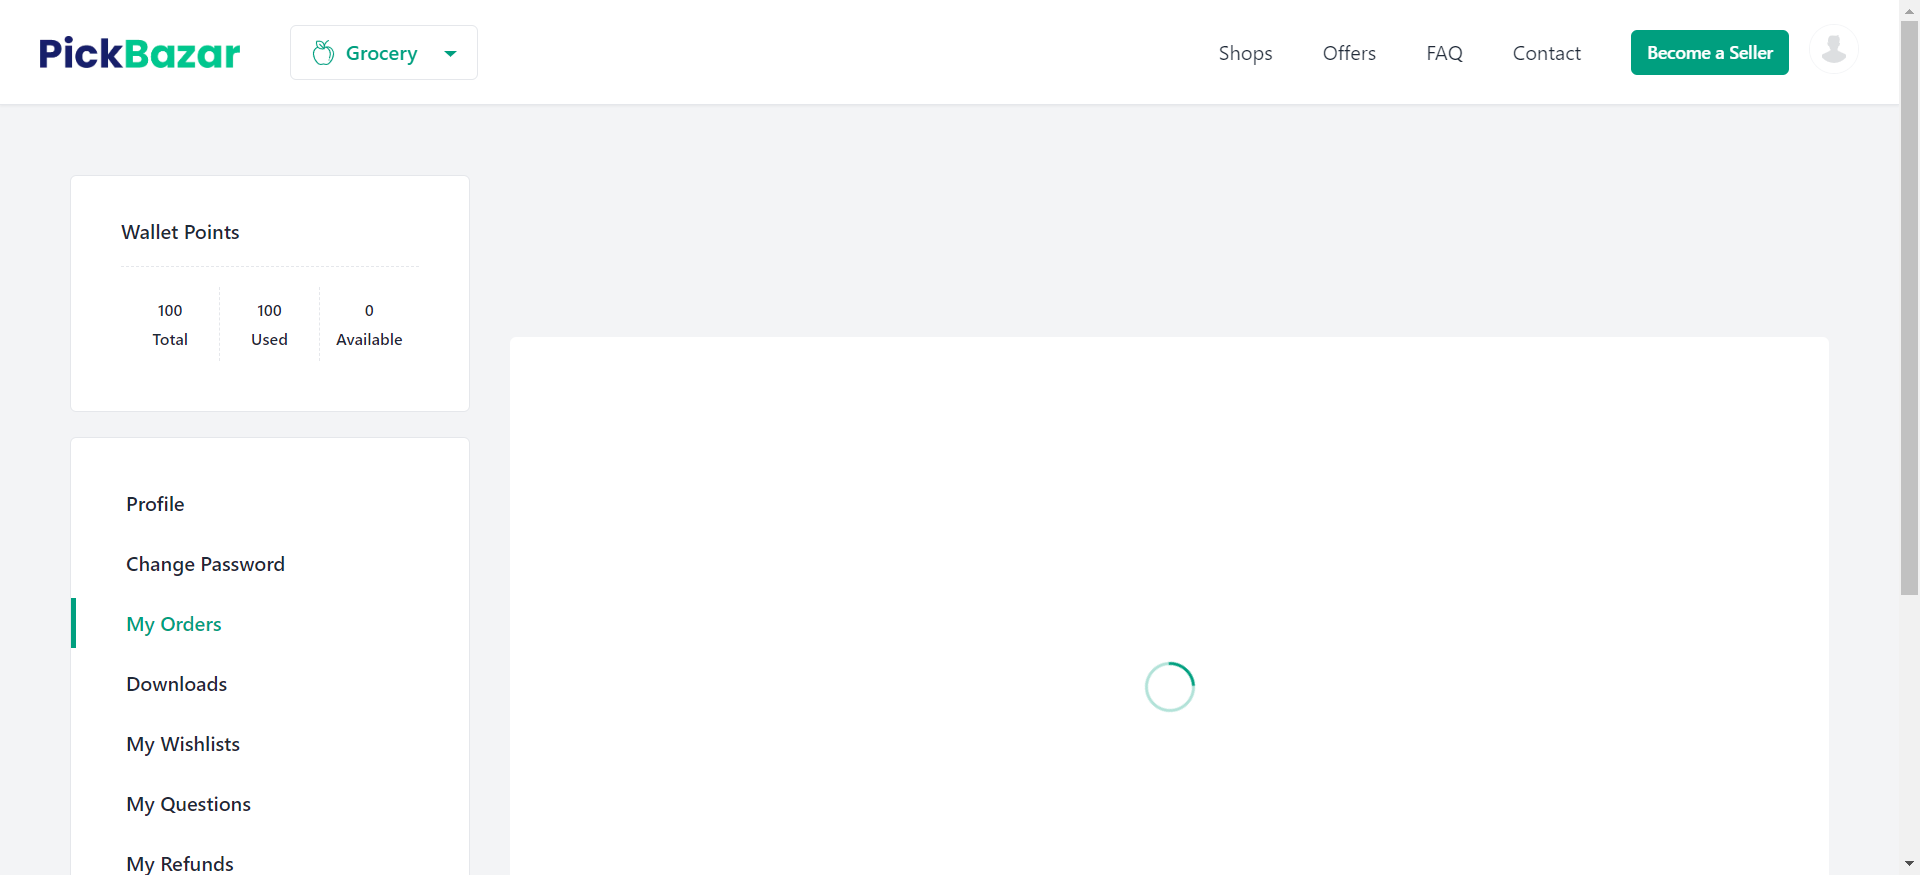 PickBazar
Grocery
Shops
Offers
FAQ
Contact
Become a Seller
Wallet Points
100
Total
100
Used
0
Available
Profile
Change Password
My Orders
Downloads
My Wishlists
My Questions
My Refunds